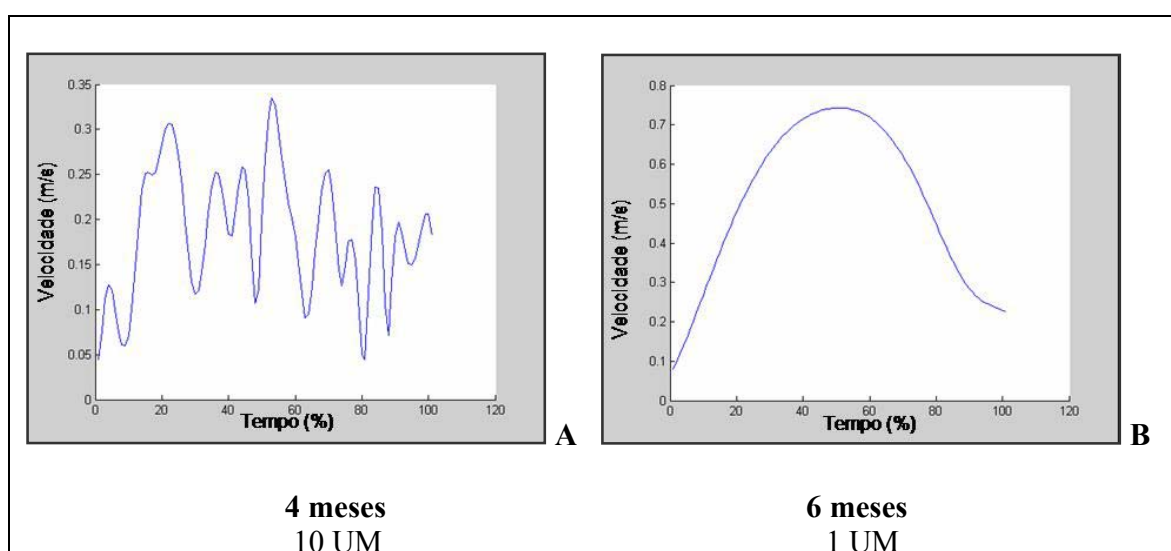 0.35
0.3
0.25
0.2
0.15
0.1
0.05
0
0 20 40 60 80 100 120
Velocidade (m/s)
Tempo (%)
A
0.8
0.7
0.6
0.5
0.4
0.3
0.2
0.1
0
0 20 40 60 80 100 120
Velocidade (m/s)
Tempo (%)
B
4 meses
10 UM
6 meses
1 UM